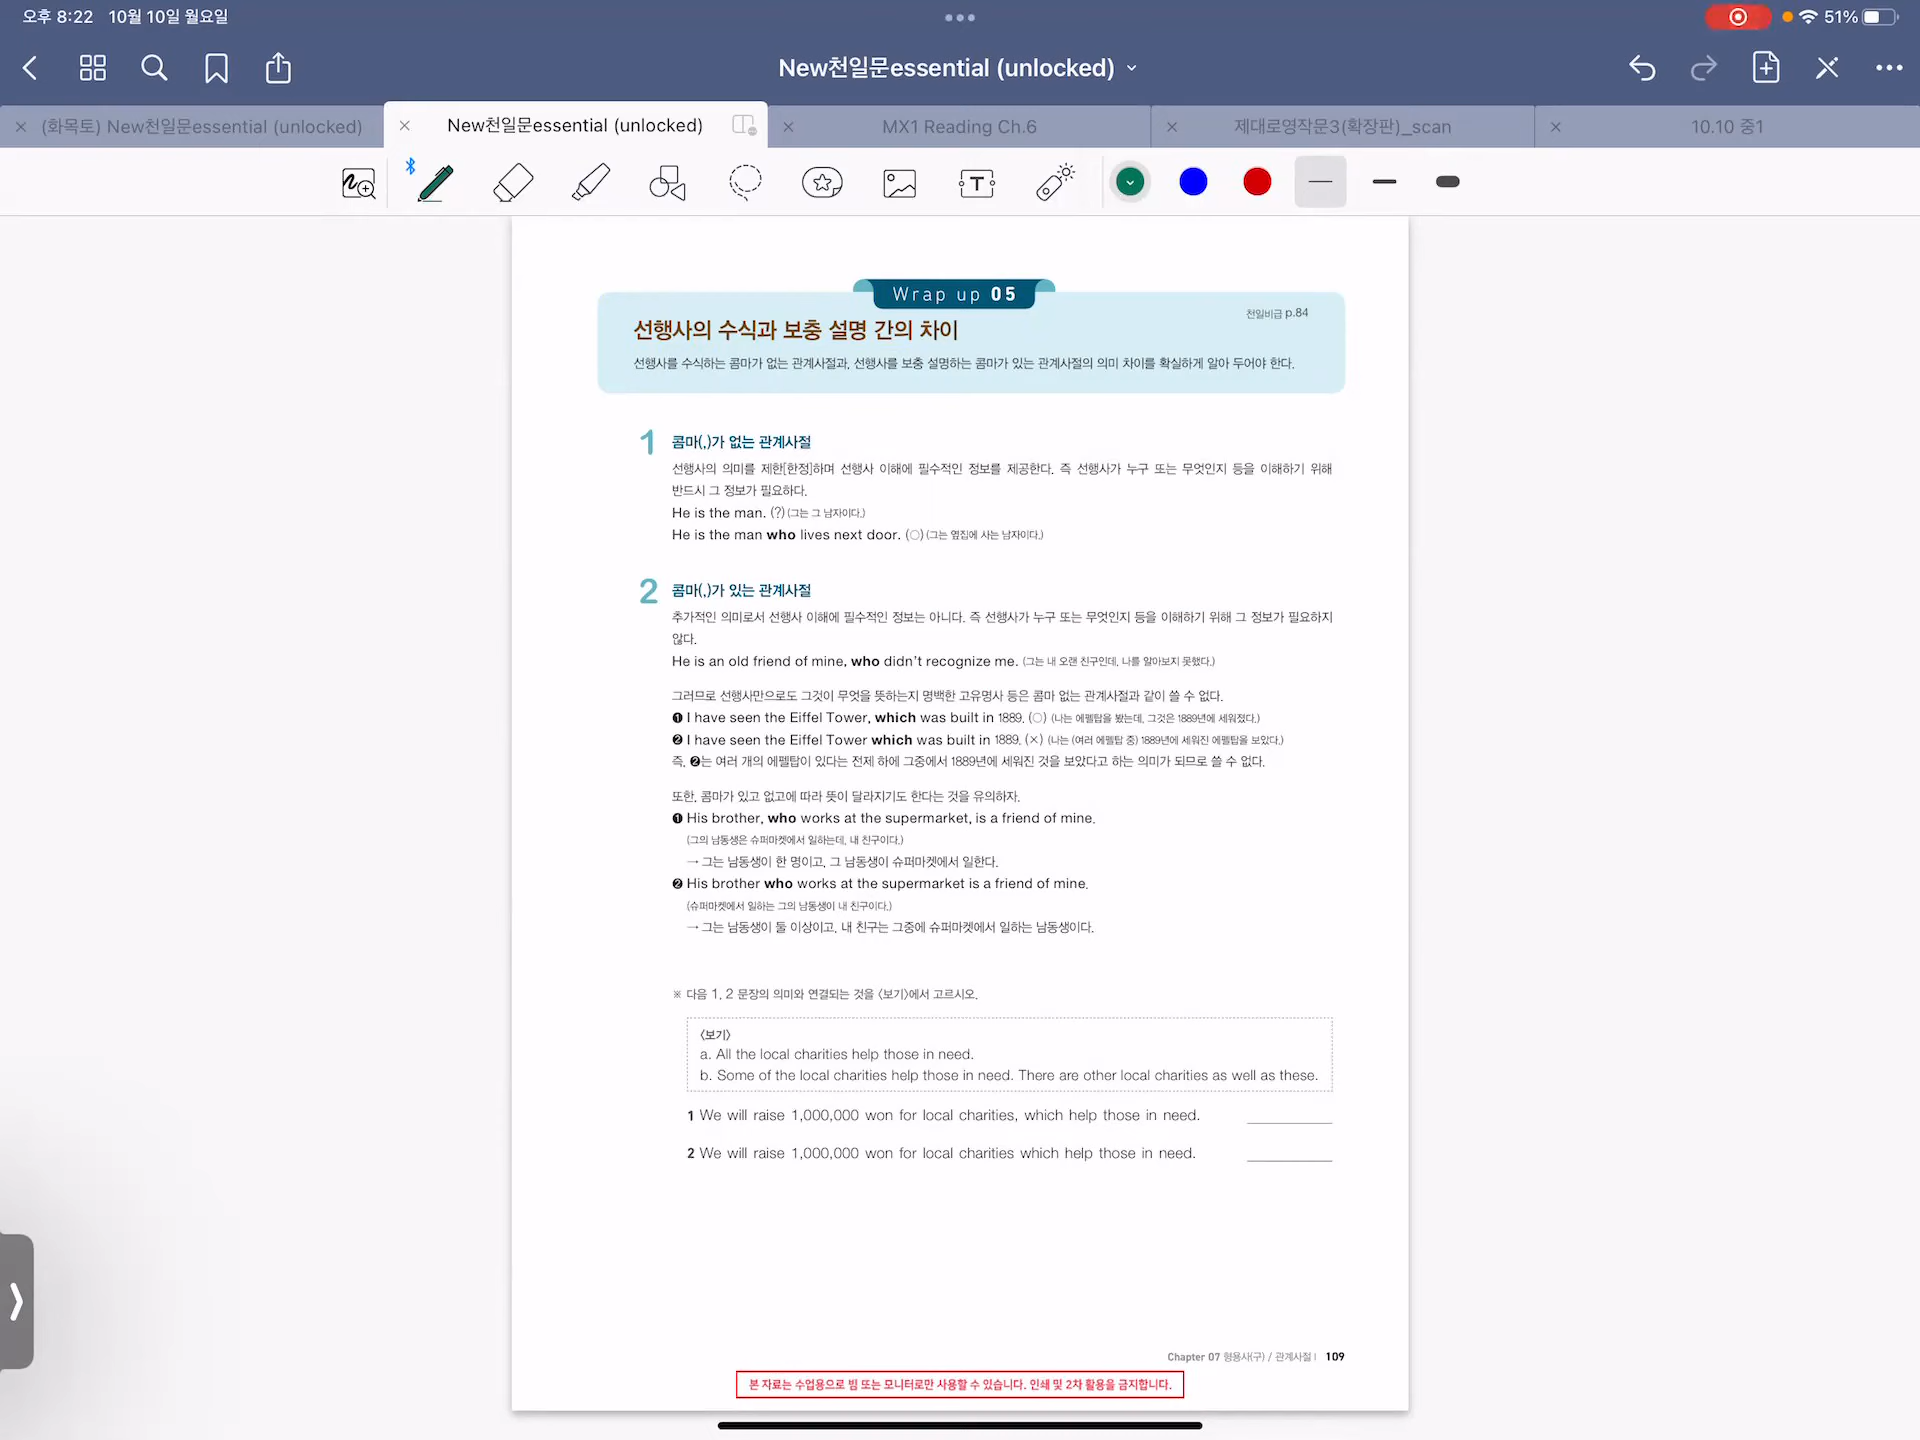 오후 8:22 10월 10일 월요일
51%
New천일문essential (unlocked)
(화목토) New천일문essential (unlocked)
New천일문essential (unlocked)
MX1 Reading Ch.6
제대로영작문3(확장판)_scan
10.10 중1
Wrap up 05
천일비급 p.84
선행사의 수식과 보충 설명 간의 차이
선행사를 수식하는 콤마가 없는 관계사절과, 선행사를 보충 설명하는 콤마가 있는 관계사절의 의미 차이를 확실하게 알아 두어야 한다.
1 콤마(,)가 없는 관계사절
선행사의 의미를 제한[한정]하며 선행사 이해에 필수적인 정보를 제공한다. 즉 선행사가 누구 또는 무엇인지 등을 이해하기 위해
반드시 그 정보가 필요하다.
He is the man. (?) (그는 그 남자이다.)
He is the man who lives next door. (○) (그는 옆집에 사는 남자이다.)
2 콤마(,)가 있는 관계사절
추가적인 의미로서 선행사 이해에 필수적인 정보는 아니다. 즉 선행사가 누구 또는 무엇인지 등을 이해하기 위해 그 정보가 필요하지
않다.
He is an old friend of mine, who didn't recognize me. (그는 내 오랜 친구인데, 나를 알아보지 못했다.)
그러므로 선행사만으로도 그것이 무엇을 뜻하는지 명백한 고유명사 등은 콤마 없는 관계사절과 같이 쓸 수 없다.
❶ I have seen the Eiffel Tower, which was built in 1889. (○) (나는 에펠탑을 봤는데, 그것은 1889년에 세워졌다.)
❷ I have seen the Eiffel Tower which was built in 1889. (×) (나는 (여러 에펠탑 중) 1889년에 세워진 에펠탑을 보았다.)
즉, ❷는 여러 개의 에펠탑이 있다는 전제 하에 그중에서 1889년에 세워진 것을 보았다고 하는 의미가 되므로 쓸 수 없다.
또한, 콤마가 있고 없고에 따라 뜻이 달라지기도 한다는 것을 유의하자.
❶ His brother, who works at the supermarket, is a friend of mine.
(그의 남동생은 슈퍼마켓에서 일하는데, 내 친구이다.)
→ 그는 남동생이 한 명이고, 그 남동생이 슈퍼마켓에서 일한다.
❷ His brother who works at the supermarket is a friend of mine.
(슈퍼마켓에서 일하는 그의 남동생이 내 친구이다.)
→ 그는 남동생이 둘 이상이고, 내 친구는 그중에 슈퍼마켓에서 일하는 남동생이다.
※ 다음 1, 2 문장의 의미와 연결되는 것을 〈보기〉에서 고르시오.
〈보기〉
a. All the local charities help those in need.
b. Some of the local charities help those in need. There are other local charities as well as these.
1 We will raise 1,000,000 won for local charities, which help those in need.
2 We will raise 1,000,000 won for local charities which help those in need.
Chapter 07 형용사(구) / 관계사절 | 109
본 자료는 수업용으로 빔 또는 모니터로만 사용할 수 있습니다. 인쇄 및 2차 활용을 금지합니다.